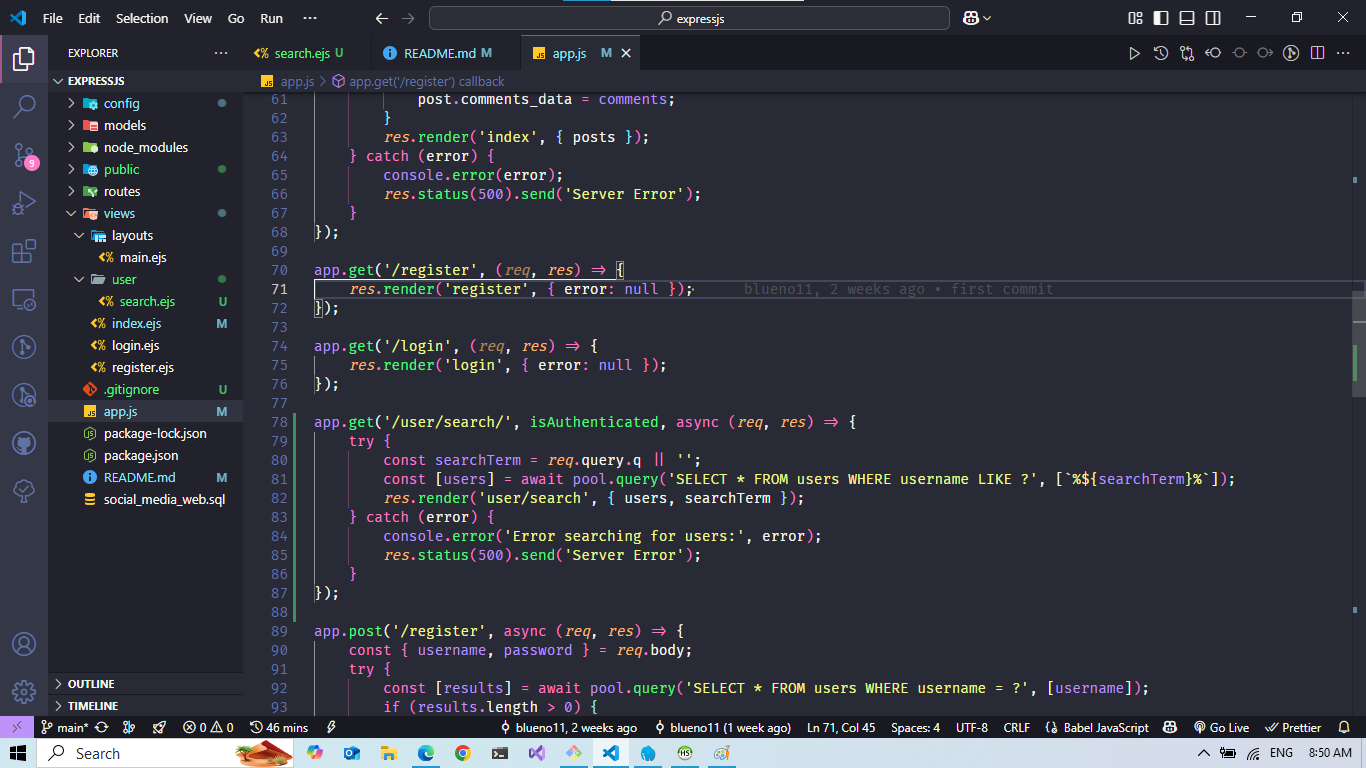 File Edit Selection View Go Run ···
expressjs
EXPLORER ···
search.ejs U
README.md M
app.js M
EXPRESSJS
app.js > app.get('/register') callback
config
models
node_modules
public
routes
views
layouts
main.ejs
user
search.ejs U
index.ejs M
login.ejs
register.ejs
.gitignore U
app.js M
package-lock.json
package.json
README.md M
social_media_web.sql
OUTLINE
TIMELINE
9
61 post.comments_data = comments;
62 }
63 res.render('index', { posts });
64 } catch (error) {
65 console.error(error);
66 res.status(500).send('Server Error');
67 }
68 });
69
70 app.get('/register', (req, res) => {
71 res.render('register', { error: null }); blueno11, 2 weeks ago • first commit
72 });
73
74 app.get('/login', (req, res) => {
75 res.render('login', { error: null });
76 });
77
78 app.get('/user/search/', isAuthenticated, async (req, res) => {
79 try {
80 const searchTerm = req.query.q || '';
81 const [users] = await pool.query('SELECT * FROM users WHERE username LIKE ?', [`%${searchTerm}%`]);
82 res.render('user/search', { users, searchTerm });
83 } catch (error) {
84 console.error('Error searching for users:', error);
85 res.status(500).send('Server Error');
86 }
87 });
88
89 app.post('/register', async (req, res) => {
90 const { username, password } = req.body;
91 try {
92 const [results] = await pool.query('SELECT * FROM users WHERE username = ?', [username]);
93 if (results.length > 0) {
main* 0 0 46 mins blueno11, 2 weeks ago blueno11 (1 week ago) Ln 71, Col 45 Spaces: 4 UTF-8 CRLF {} Babel JavaScript Go Live Prettier
Search ENG 8:50 AM